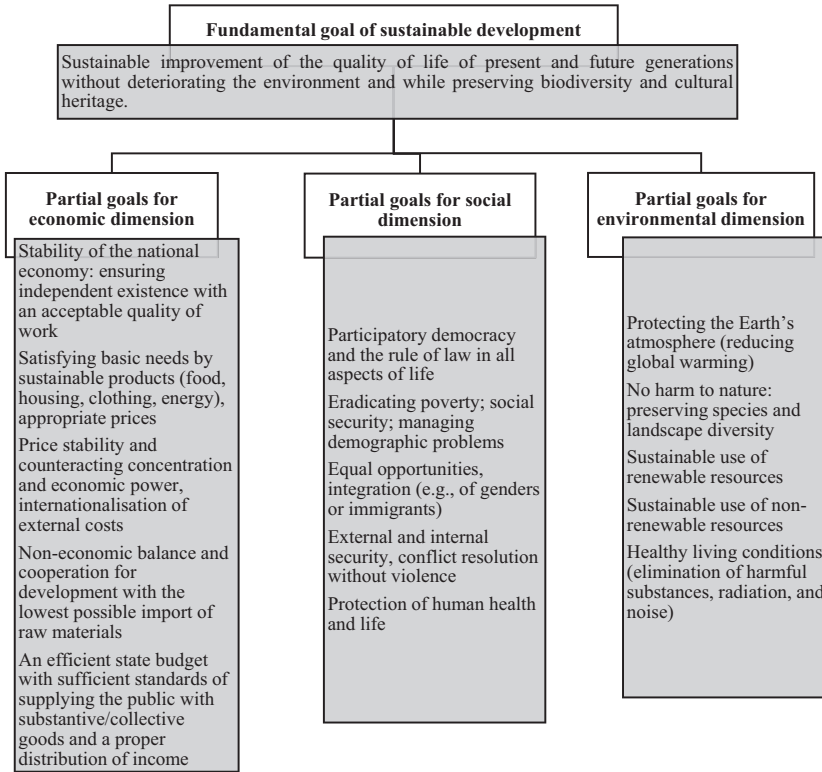 Fundamental goal of sustainable development
Sustainable improvement of the quality of life of present and future generations
without deteriorating the environment and while preserving biodiversity and cultural
heritage.
Partial goals for
economic dimension
Stability of the national
economy: ensuring
independent existence with
an acceptable quality of
work
Satisfying basic needs by
sustainable products (food,
housing, clothing, energy),
appropriate prices
Price stability and
counteracting concentration
and economic power,
internationalisation of
external costs
Non-economic balance and
cooperation for
development with the
lowest possible import of
raw materials
An efficient state budget
with sufficient standards of
supplying the public with
substantive/collective
goods and a proper
distribution of income
Partial goals for social
dimension
Participatory democracy
and the rule of law in all
aspects of life
Eradicating poverty; social
security; managing
demographic problems
Equal opportunities,
integration (e.g., of genders
or immigrants)
External and internal
security, conflict resolution
without violence
Protection of human health
and life
Partial goals for
environmental dimension
Protecting the Earth’s
atmosphere (reducing
global warming)
No harm to nature:
preserving species and
landscape diversity
Sustainable use of
renewable resources
Sustainable use of non-
renewable resources
Healthy living conditions
(elimination of harmful
substances, radiation, and
noise)